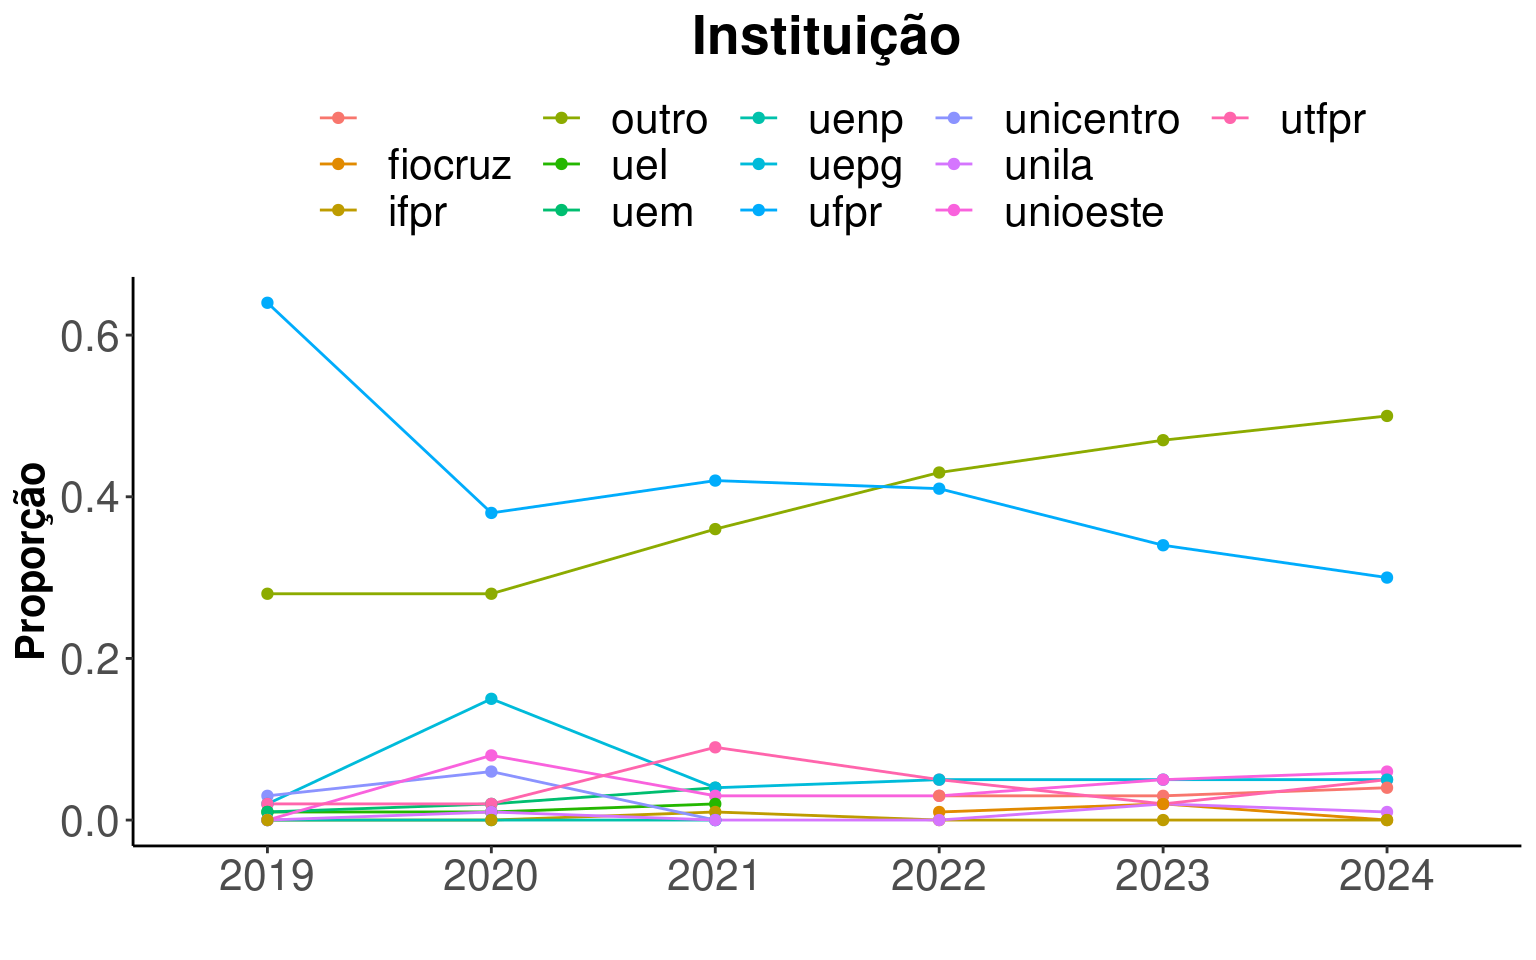 Instituição
outro uenp unicentro utfpr
fiocruz uel uepg unila
ifpr uem ufpr unioeste
Proporção
0.6
0.4
0.2
0.0
2019 2020 2021 2022 2023 2024